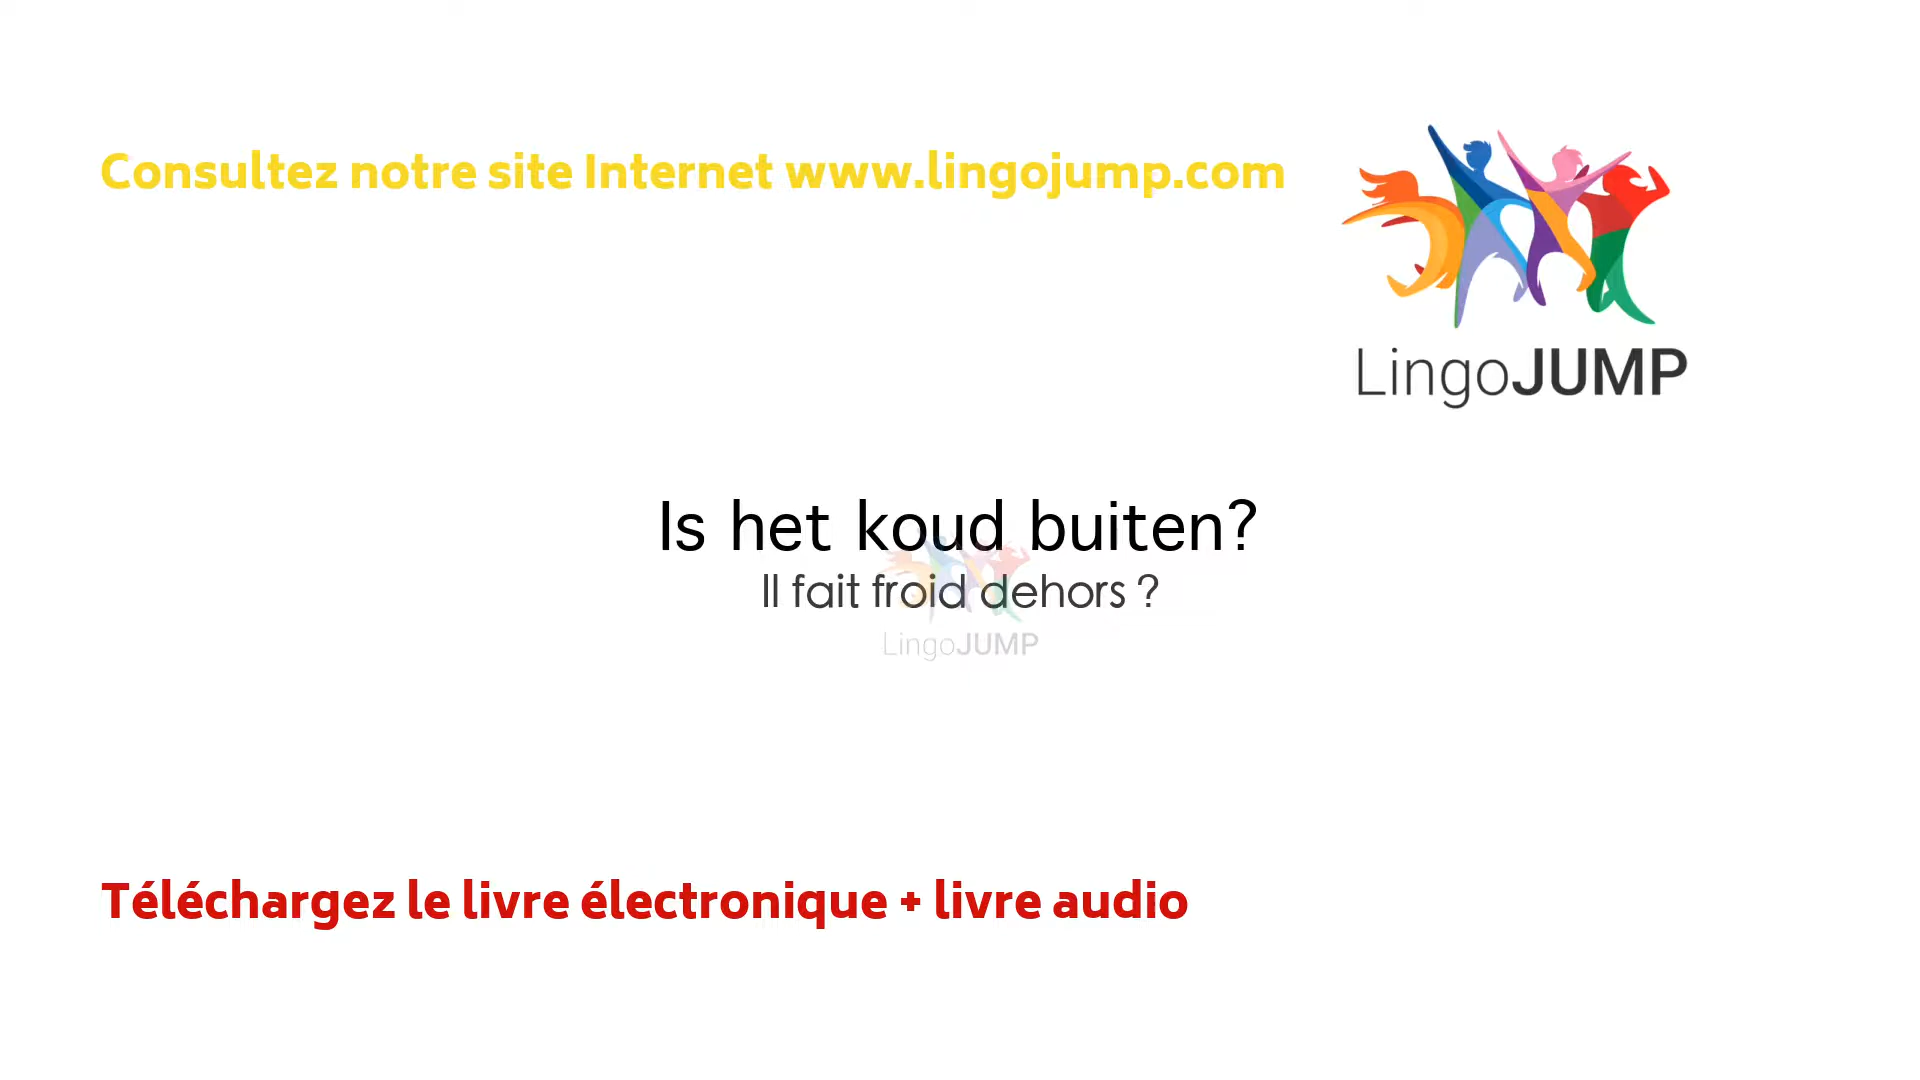 Consultez notre site Internet www.lingojump.com
LingoJUMP
Is het koud buiten?
Il fait froid dehors ?
LingoJUMP
Téléchargez le livre électronique + livre audio